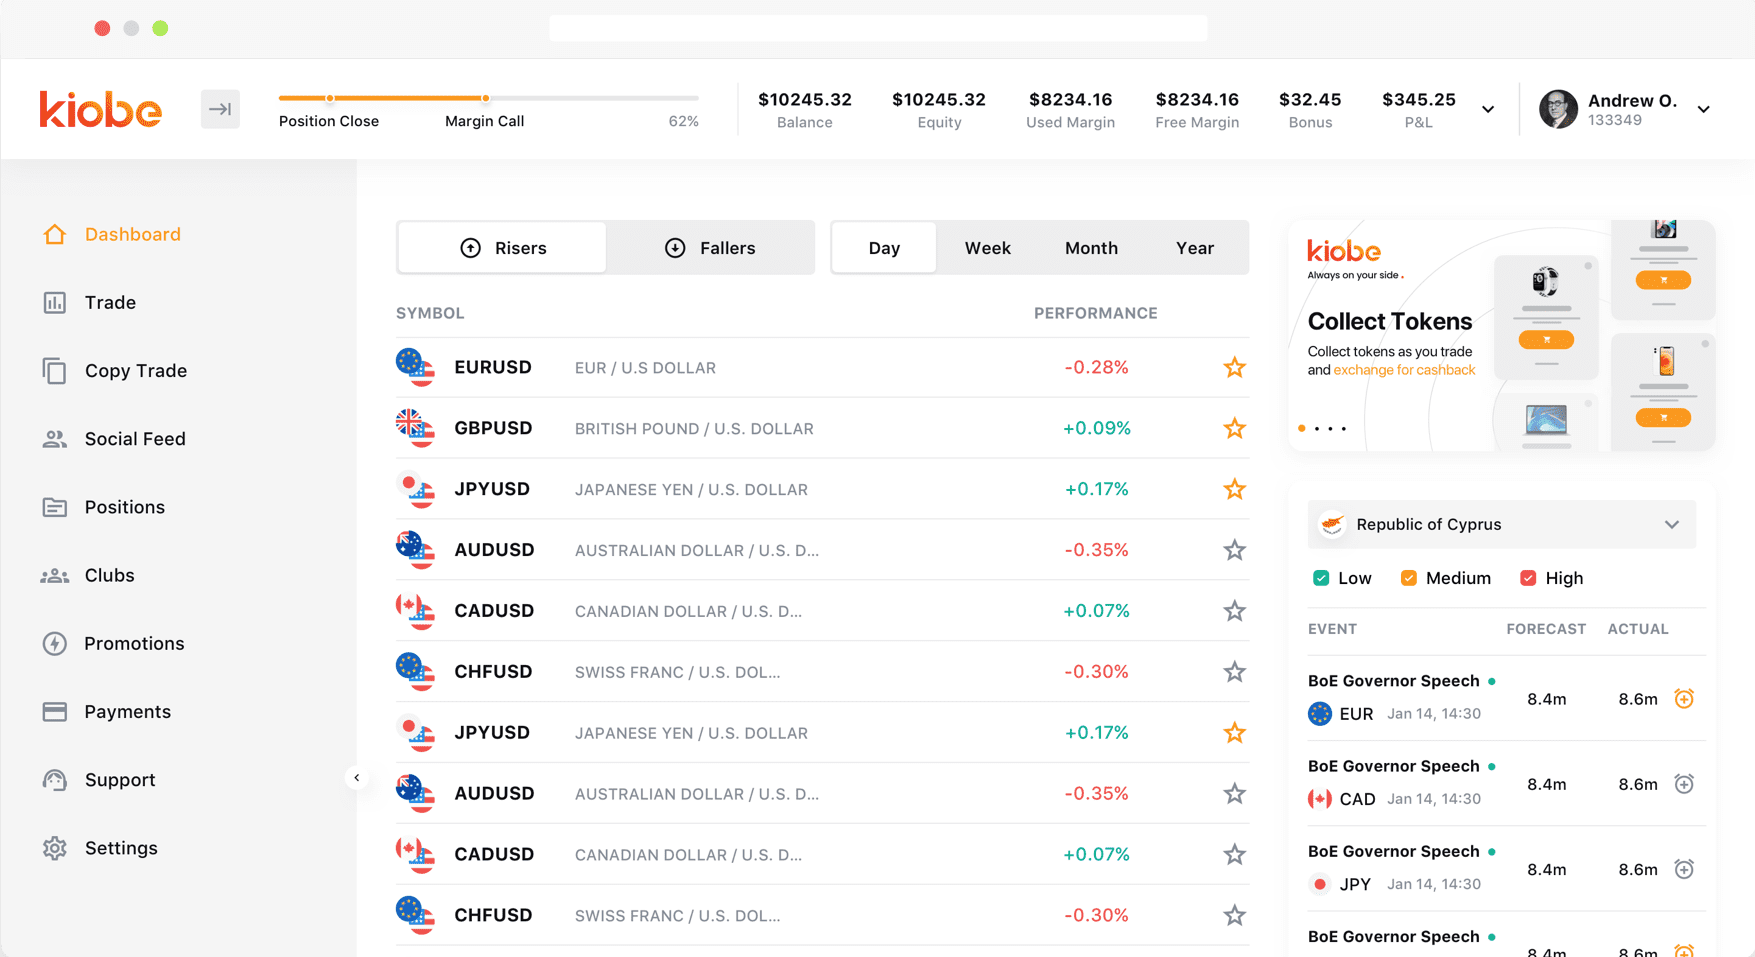 kiobe
Position Close
Margin Call
62%
$10245.32
Balance
$10245.32
Equity
$8234.16
Used Margin
$8234.16
Free Margin
$32.45
Bonus
$345.25
P&L
Andrew O.
133349
Dashboard
Trade
Copy Trade
Social Feed
Positions
Clubs
Promotions
Payments
Support
Settings
Risers
Fallers
Day
Week
Month
Year
SYMBOL PERFORMANCE
EURUSD EUR / U.S DOLLAR -0.28%
GBPUSD BRITISH POUND / U.S. DOLLAR +0.09%
JPYUSD JAPANESE YEN / U.S. DOLLAR +0.17%
AUDUSD AUSTRALIAN DOLLAR / U.S. D... -0.35%
CADUSD CANADIAN DOLLAR / U.S. D... +0.07%
CHFUSD SWISS FRANC / U.S. DOL... -0.30%
JPYUSD JAPANESE YEN / U.S. DOLLAR +0.17%
AUDUSD AUSTRALIAN DOLLAR / U.S. D... -0.35%
CADUSD CANADIAN DOLLAR / U.S. D... +0.07%
CHFUSD SWISS FRANC / U.S. DOL... -0.30%
kiobe
Always on your side.
Collect Tokens
Collect tokens as you trade
and exchange for cashback
Republic of Cyprus
Low Medium High
EVENT FORECAST ACTUAL
BoE Governor Speech
EUR Jan 14, 14:30
8.4m 8.6m
BoE Governor Speech
CAD Jan 14, 14:30
8.4m 8.6m
BoE Governor Speech
JPY Jan 14, 14:30
8.4m 8.6m
BoE Governor Speech
8.4m 8.6m